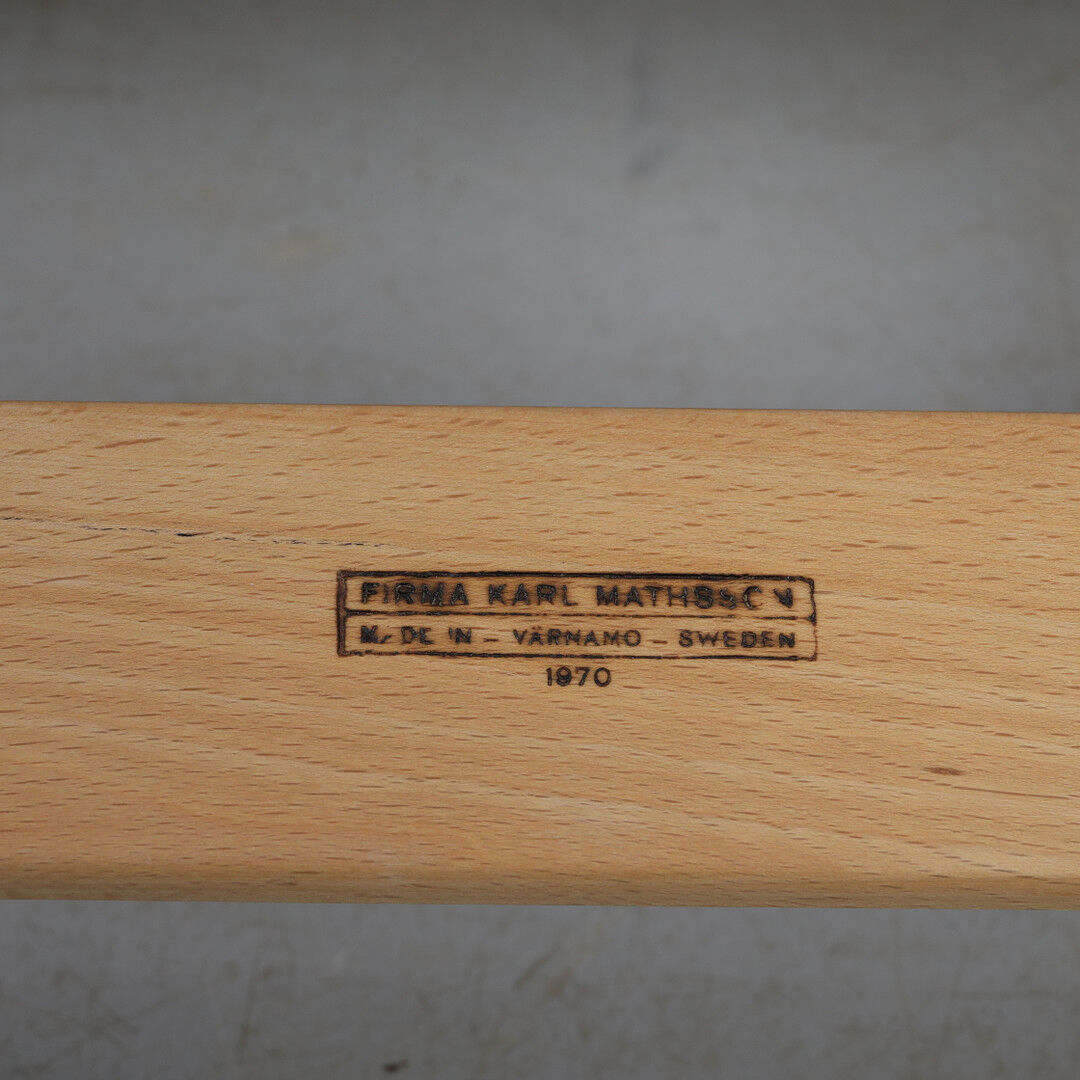 FIRMA KARL MATHSSON
MADE IN – VÄRNAMO – SWEDEN
1970